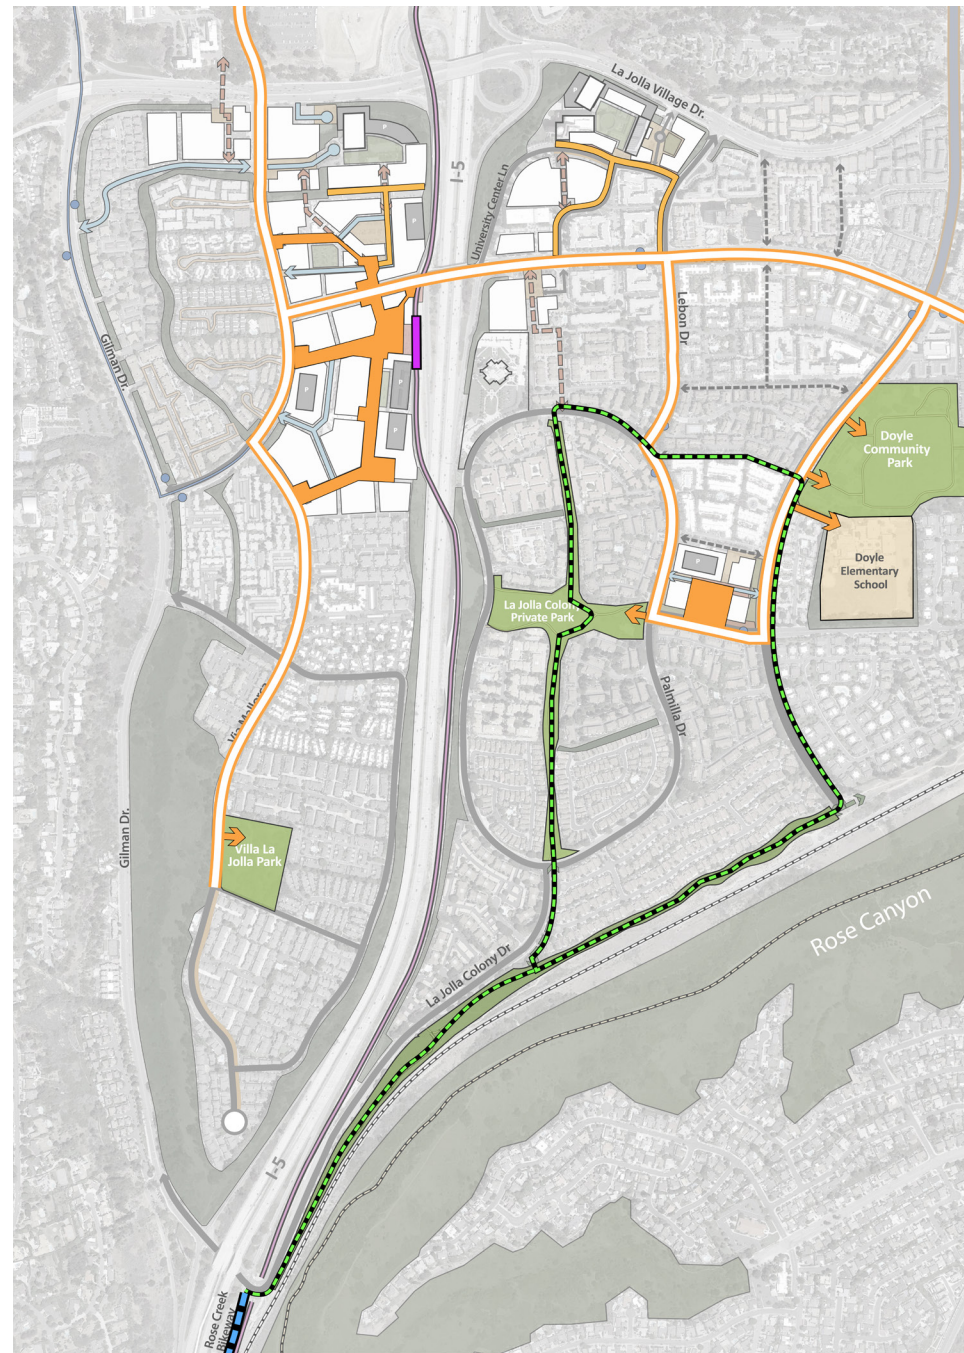 La Jolla Village Dr.
P
I-5
University Center Ln
P
Lebon Dr
Gilman Dr.
P
P
Doyle
Community
Park
Doyle
Elementary
School
P
La Jolla Colony
Private Park
Palmilla Dr
Via Mallorca
Gilman Dr.
Villa La
Jolla Park
Rose Canyon
La Jolla Colony Dr
I-5
Rose Creek
Bikeway